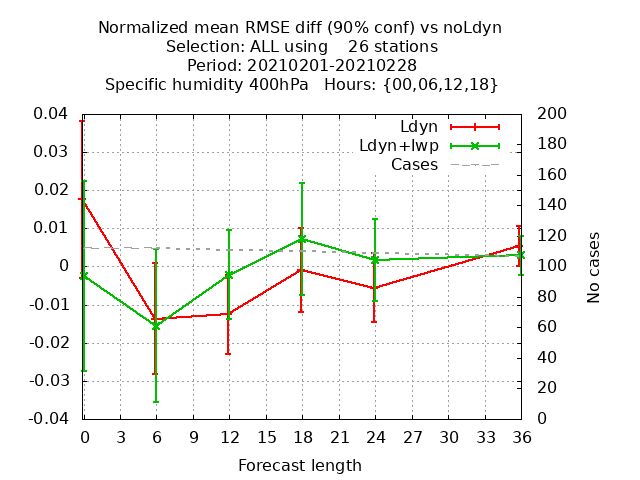 Normalized mean RMSE diff (90% conf) vs noLdyn
Selection: ALL using    26 stations
Period: 20210201-20210228
Specific humidity 400hPa   Hours: {00,06,12,18}
0.04
0.03
0.02
0.01
0
-0.01
-0.02
-0.03
-0.04
Ldyn
Ldyn+lwp
Cases
200
180
160
140
120
100
80
60
40
20
0
No cases
0 3 6 9 12 15 18 21 24 27 30 33 36
Forecast length